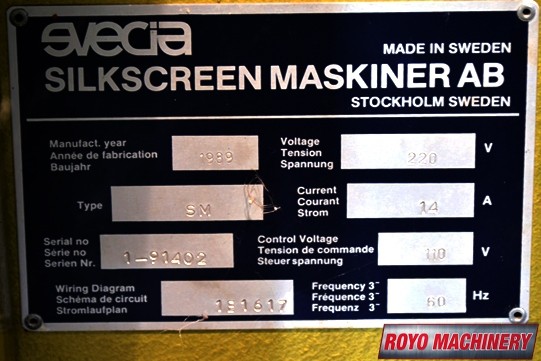 svecia
MADE IN SWEDEN
SILKSCREEN MASKINER AB
STOCKHOLM SWEDEN
Manufact. year
Année de fabrication
Baujahr
1989
Voltage
Tension
Spannung
220
V
Type
SM
Current
Courant
Strom
14
A
Serial no
Série no
Serien Nr.
1-91402
Control Voltage
Tension de commande
Steuerspannung
110
V
Wiring Diagram
Schéma de circuit
Stromlaufplan
1S1617
Frequency 3~
Fréquence 3~
Frequenz 3~
60
Hz
ROYO MACHINERY